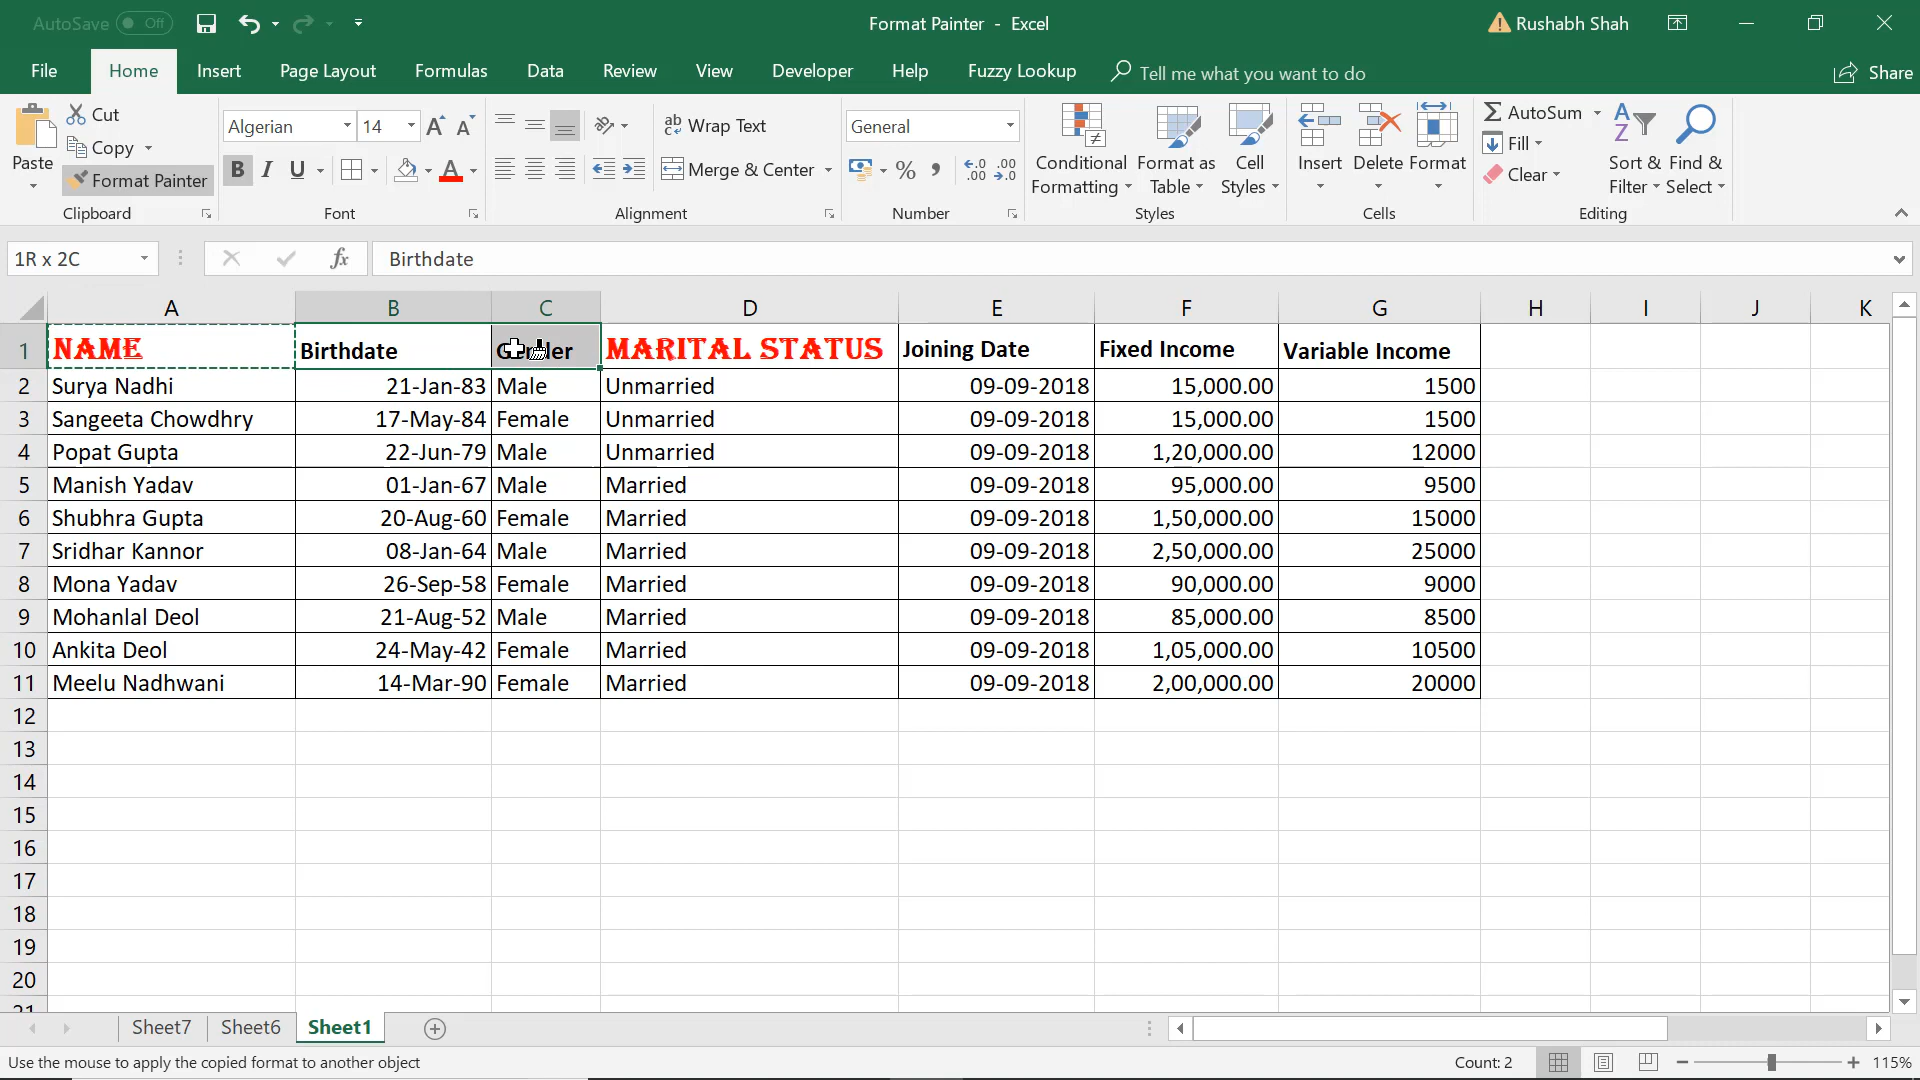 AutoSave Off Format Painter - Excel Rushabh Shah
File Home Insert Page Layout Formulas Data Review View Developer Help Fuzzy Lookup Tell me what you want to do Share
Paste
Cut
Copy
Format Painter
Clipboard
Algerian 14
B I U
Font
Wrap Text
Merge & Center
Alignment
General
% ,
Number
Conditional Formatting
Format as Table
Cell Styles
Styles
Insert
Delete
Format
Cells
AutoSum
Fill
Clear
Sort & Filter
Find & Select
Editing
1R x 2C fx Birthdate
A B C D E F G H I J K
1 NAME Birthdate Gender MARITAL STATUS Joining Date Fixed Income Variable Income
2 Surya Nadhi 21-Jan-83 Male Unmarried 09-09-2018 15,000.00 1500
3 Sangeeta Chowdhry 17-May-84 Female Unmarried 09-09-2018 15,000.00 1500
4 Popat Gupta 22-Jun-79 Male Unmarried 09-09-2018 1,20,000.00 12000
5 Manish Yadav 01-Jan-67 Male Married 09-09-2018 95,000.00 9500
6 Shubhra Gupta 20-Aug-60 Female Married 09-09-2018 1,50,000.00 15000
7 Sridhar Kannor 08-Jan-64 Male Married 09-09-2018 2,50,000.00 25000
8 Mona Yadav 26-Sep-58 Female Married 09-09-2018 90,000.00 9000
9 Mohanlal Deol 21-Aug-52 Male Married 09-09-2018 85,000.00 8500
10 Ankita Deol 24-May-42 Female Married 09-09-2018 1,05,000.00 10500
11 Meelu Nadhwani 14-Mar-90 Female Married 09-09-2018 2,00,000.00 20000
12
13
14
15
16
17
18
19
20
21
Sheet7 Sheet6 Sheet1
Use the mouse to apply the copied format to another object Count: 2 115%